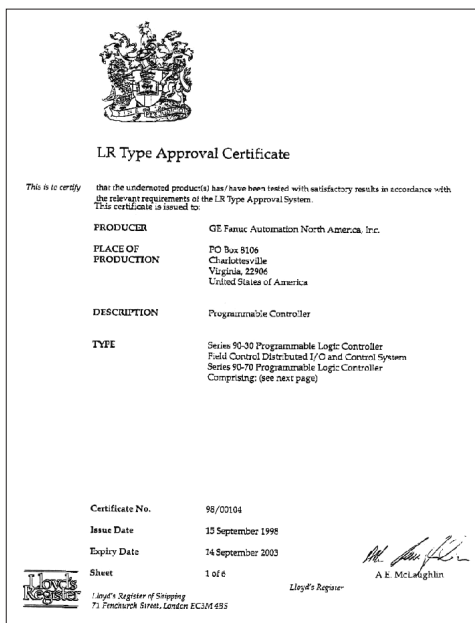 LR Type Approval Certificate
This is to certify that the undernoted product(s) has/have been tested with satisfactory results in accordance with
the relevant requirements of the LR Type Approval System.
This certificate is issued to:
PRODUCER GE Fanuc Automation North America, Inc.
PLACE OF PO Box 8106
PRODUCTION Charlottesville
Virginia, 22906
United States of America
DESCRIPTION Programmable Controller
TYPE Series 90-30 Programmable Logic Controller
Field Control Distributed I/O and Control System
Series 90-70 Programmable Logic Controller
Comprising: (see next page)
Certificate No. 98/00104
Issue Date 15 September 1998
Expiry Date 14 September 2003
Sheet 1 of 6
A.E. McLaughlin
Lloyd's Register
Lloyd's Register
Lloyd's Register of Shipping
71 Fenchurch Street, London EC3M 4BS